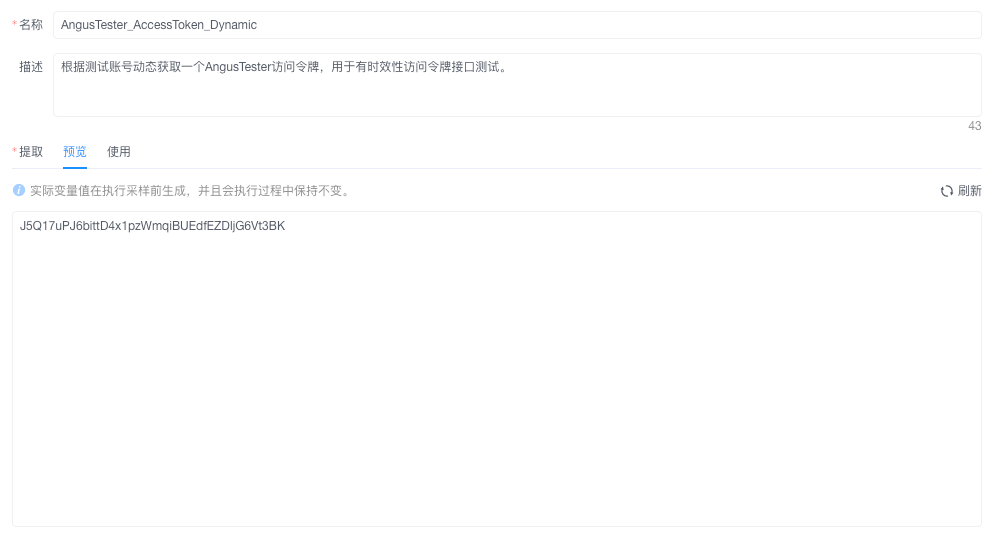 * 名称 AngusTester_AccessToken_Dynamic
描述 根据测试账号动态获取一个AngusTester访问令牌，用于有时效性访问令牌接口测试。
43
* 提取 预览 使用
i 实际变量值在执行采样前生成，并且会执行过程中保持不变。 刷新
J5Q17uPJ6bittD4x1pzWmqiBUEdfEZDljG6Vt3BK